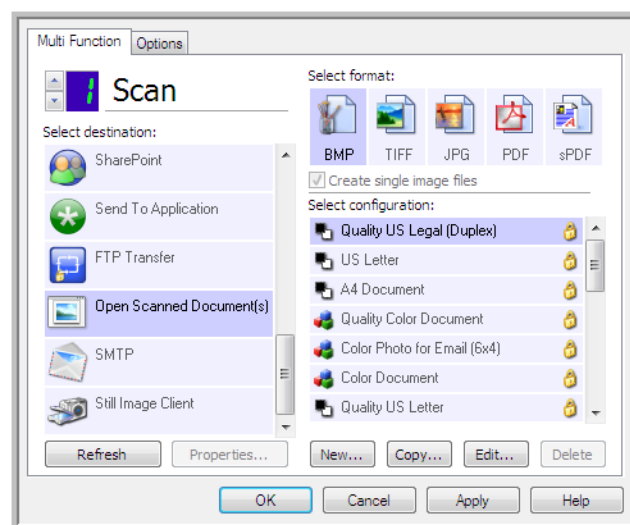 Multi Function
Options
1
Scan
Select destination:
SharePoint
Send To Application
FTP Transfer
Open Scanned Document(s)
SMTP
Still Image Client
Refresh
Properties...
Select format:
BMP
TIFF
JPG
PDF
sPDF
Create single image files
Select configuration:
Quality US Legal (Duplex)
US Letter
A4 Document
Quality Color Document
Color Photo for Email (6x4)
Color Document
Quality US Letter
New...
Copy...
Edit...
Delete
OK
Cancel
Apply
Help